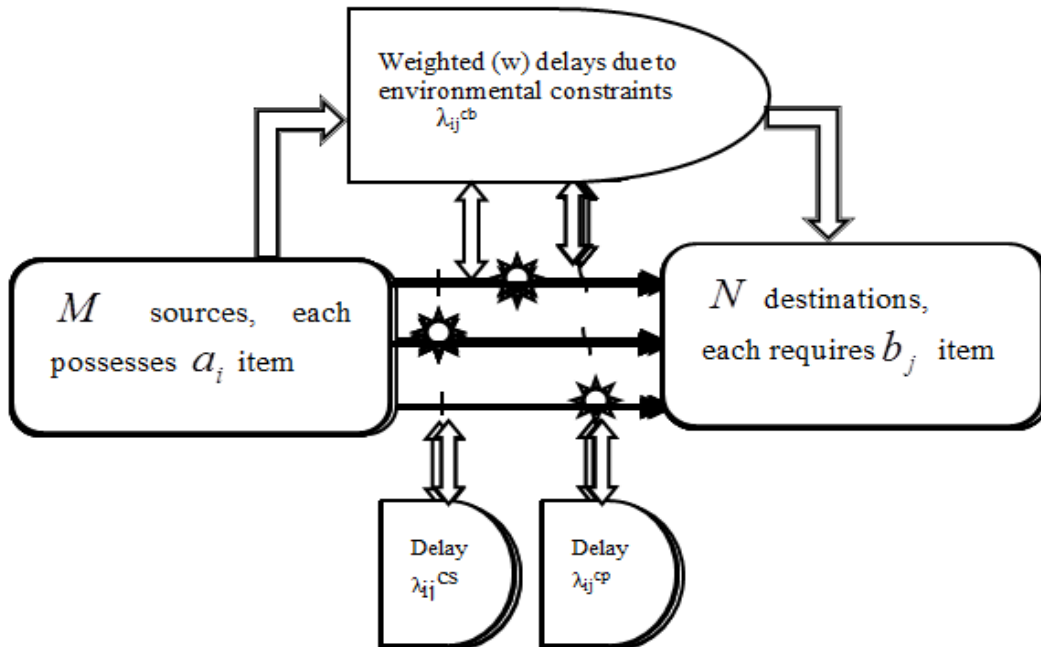 Weighted (w) delays due to
environmental constraints
λij^cb
M sources, each
possesses a_i item
N destinations,
each requires b_j item
Delay
λij^CS
Delay
λij^cp